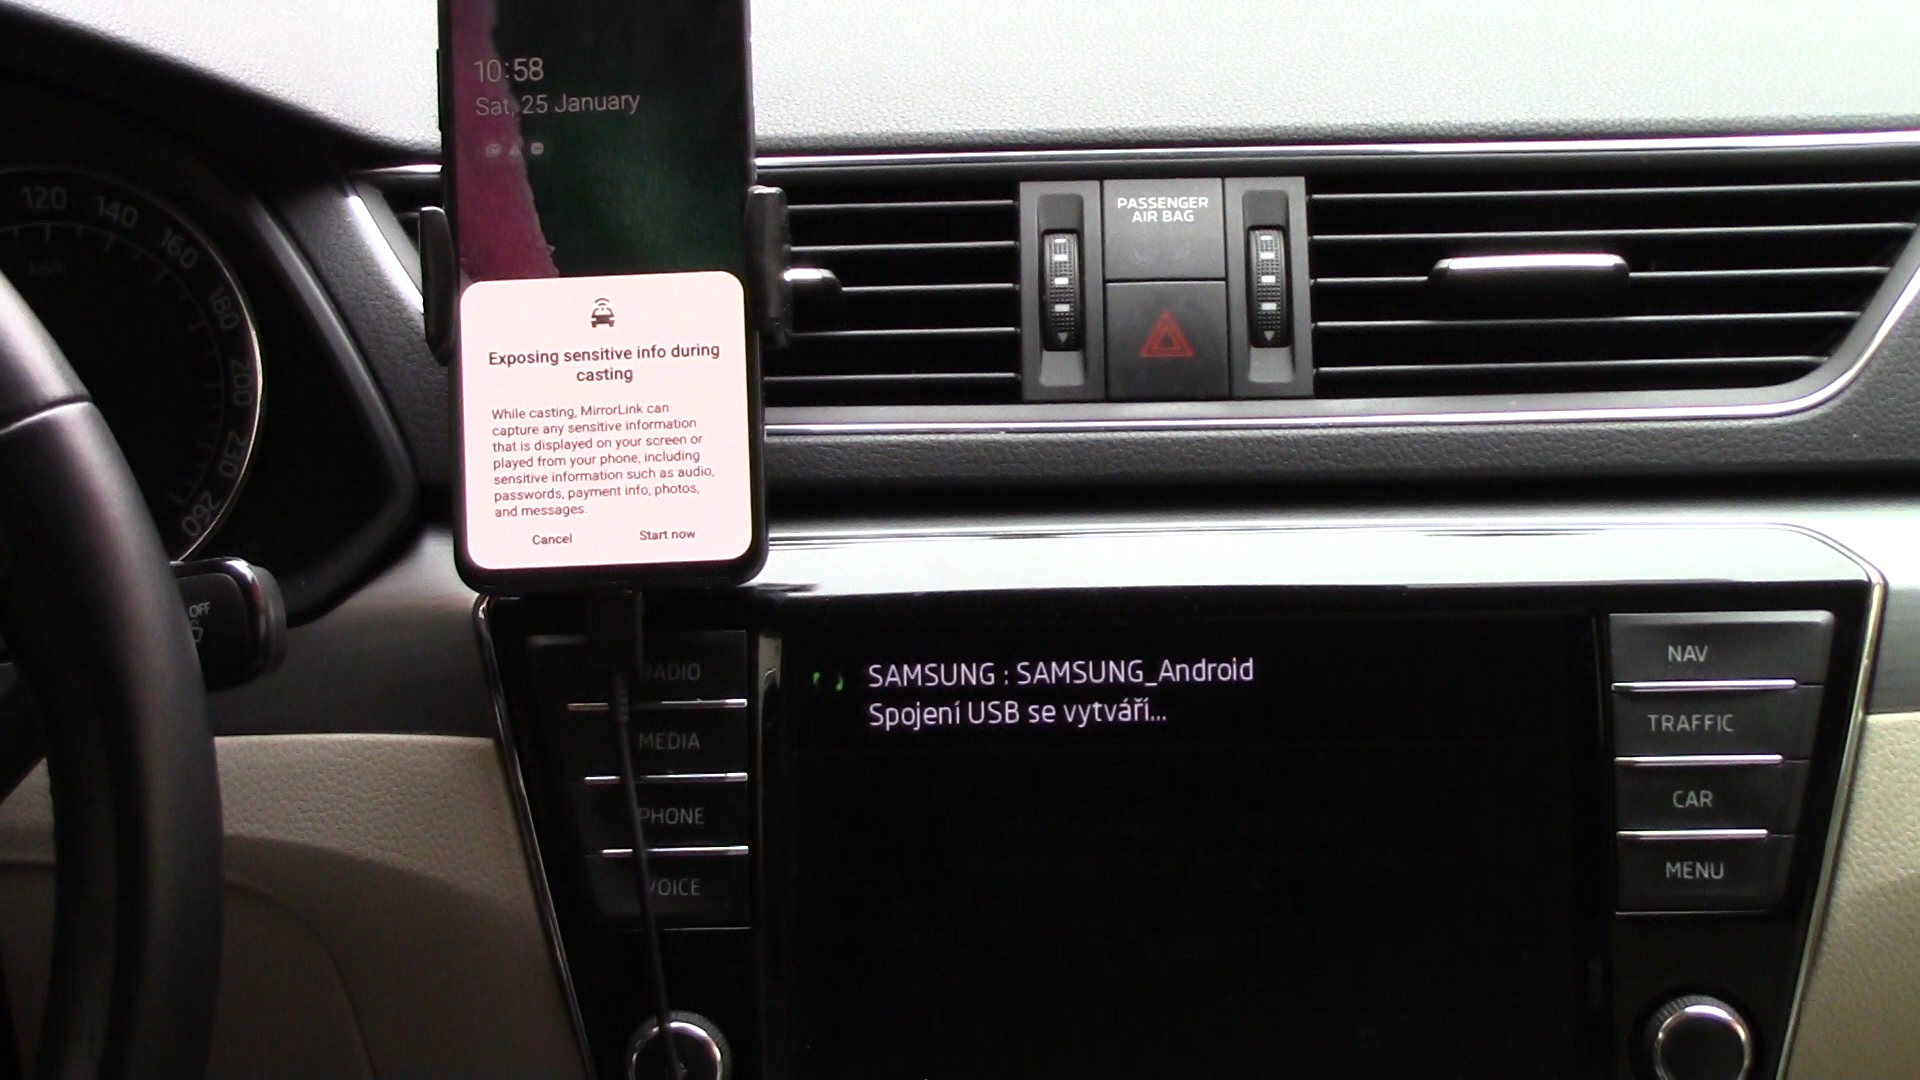 10:58
Sat, 25 January
Exposing sensitive info during
casting
While casting, MirrorLink can
capture any sensitive information
that is displayed on your screen or
played from your phone, including
sensitive information such as audio,
passwords, payment info, photos,
and messages.
Cancel
Start now
120
140
160
180
200
230
260
km/h
OFF
PASSENGER
AIR BAG
RADIO
MEDIA
PHONE
VOICE
SAMSUNG : SAMSUNG_Android
Spojení USB se vytváří...
NAV
TRAFFIC
CAR
MENU